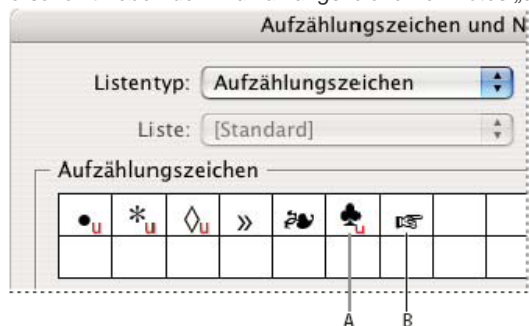 Aufzählungszeichen und N
Listentyp: Aufzählungszeichen
Liste: [Standard]
Aufzählungszeichen
•u *u ◊u » ❧ ♣u ☞
A B